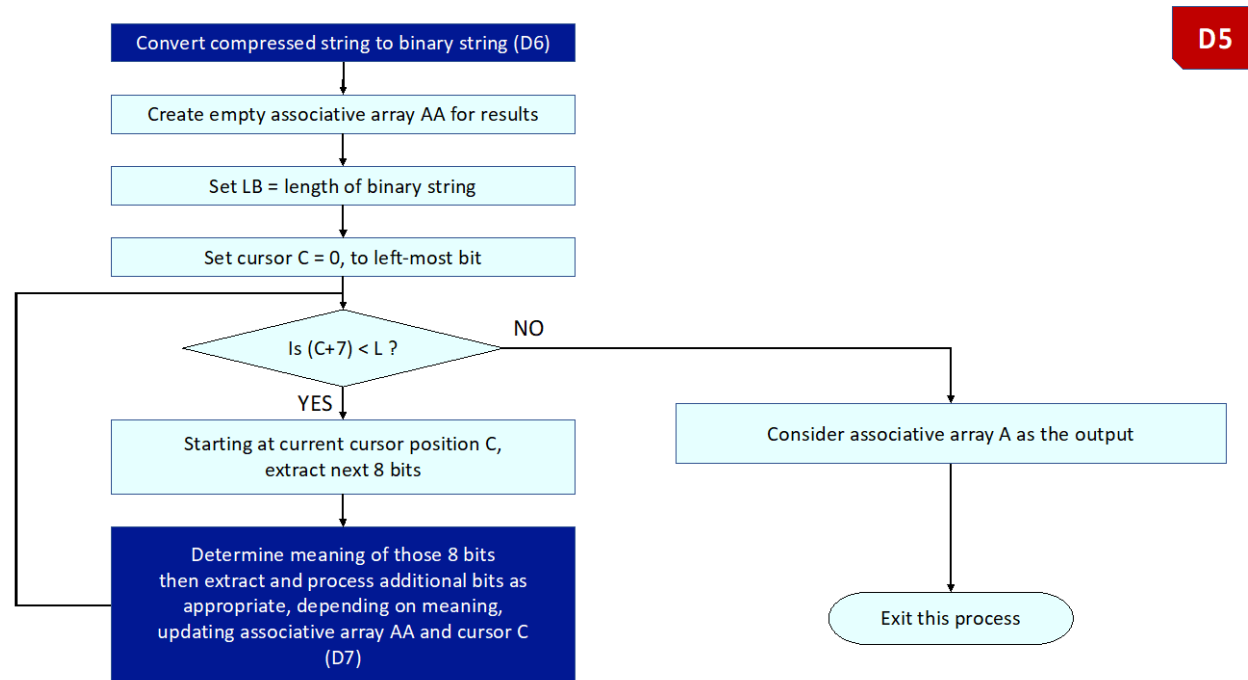 Convert compressed string to binary string (D6)
D5
Create empty associative array AA for results
Set LB = length of binary string
Set cursor C = 0, to left-most bit
Is (C+7) < L ?
NO
YES
Starting at current cursor position C,
extract next 8 bits
Consider associative array A as the output
Determine meaning of those 8 bits
then extract and process additional bits as
appropriate, depending on meaning,
updating associative array AA and cursor C
(D7)
Exit this process